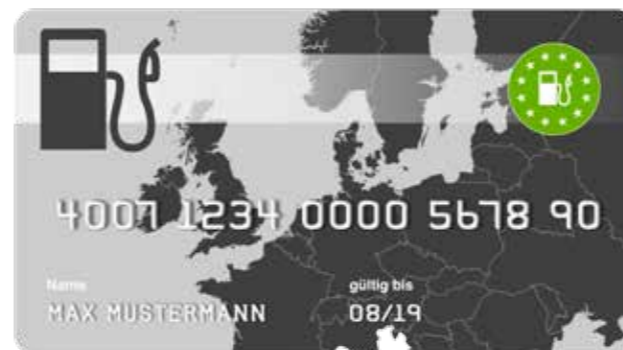 4007 1234 0000 5678 90
Name
gültig bis
MAX MUSTERMANN
08/19